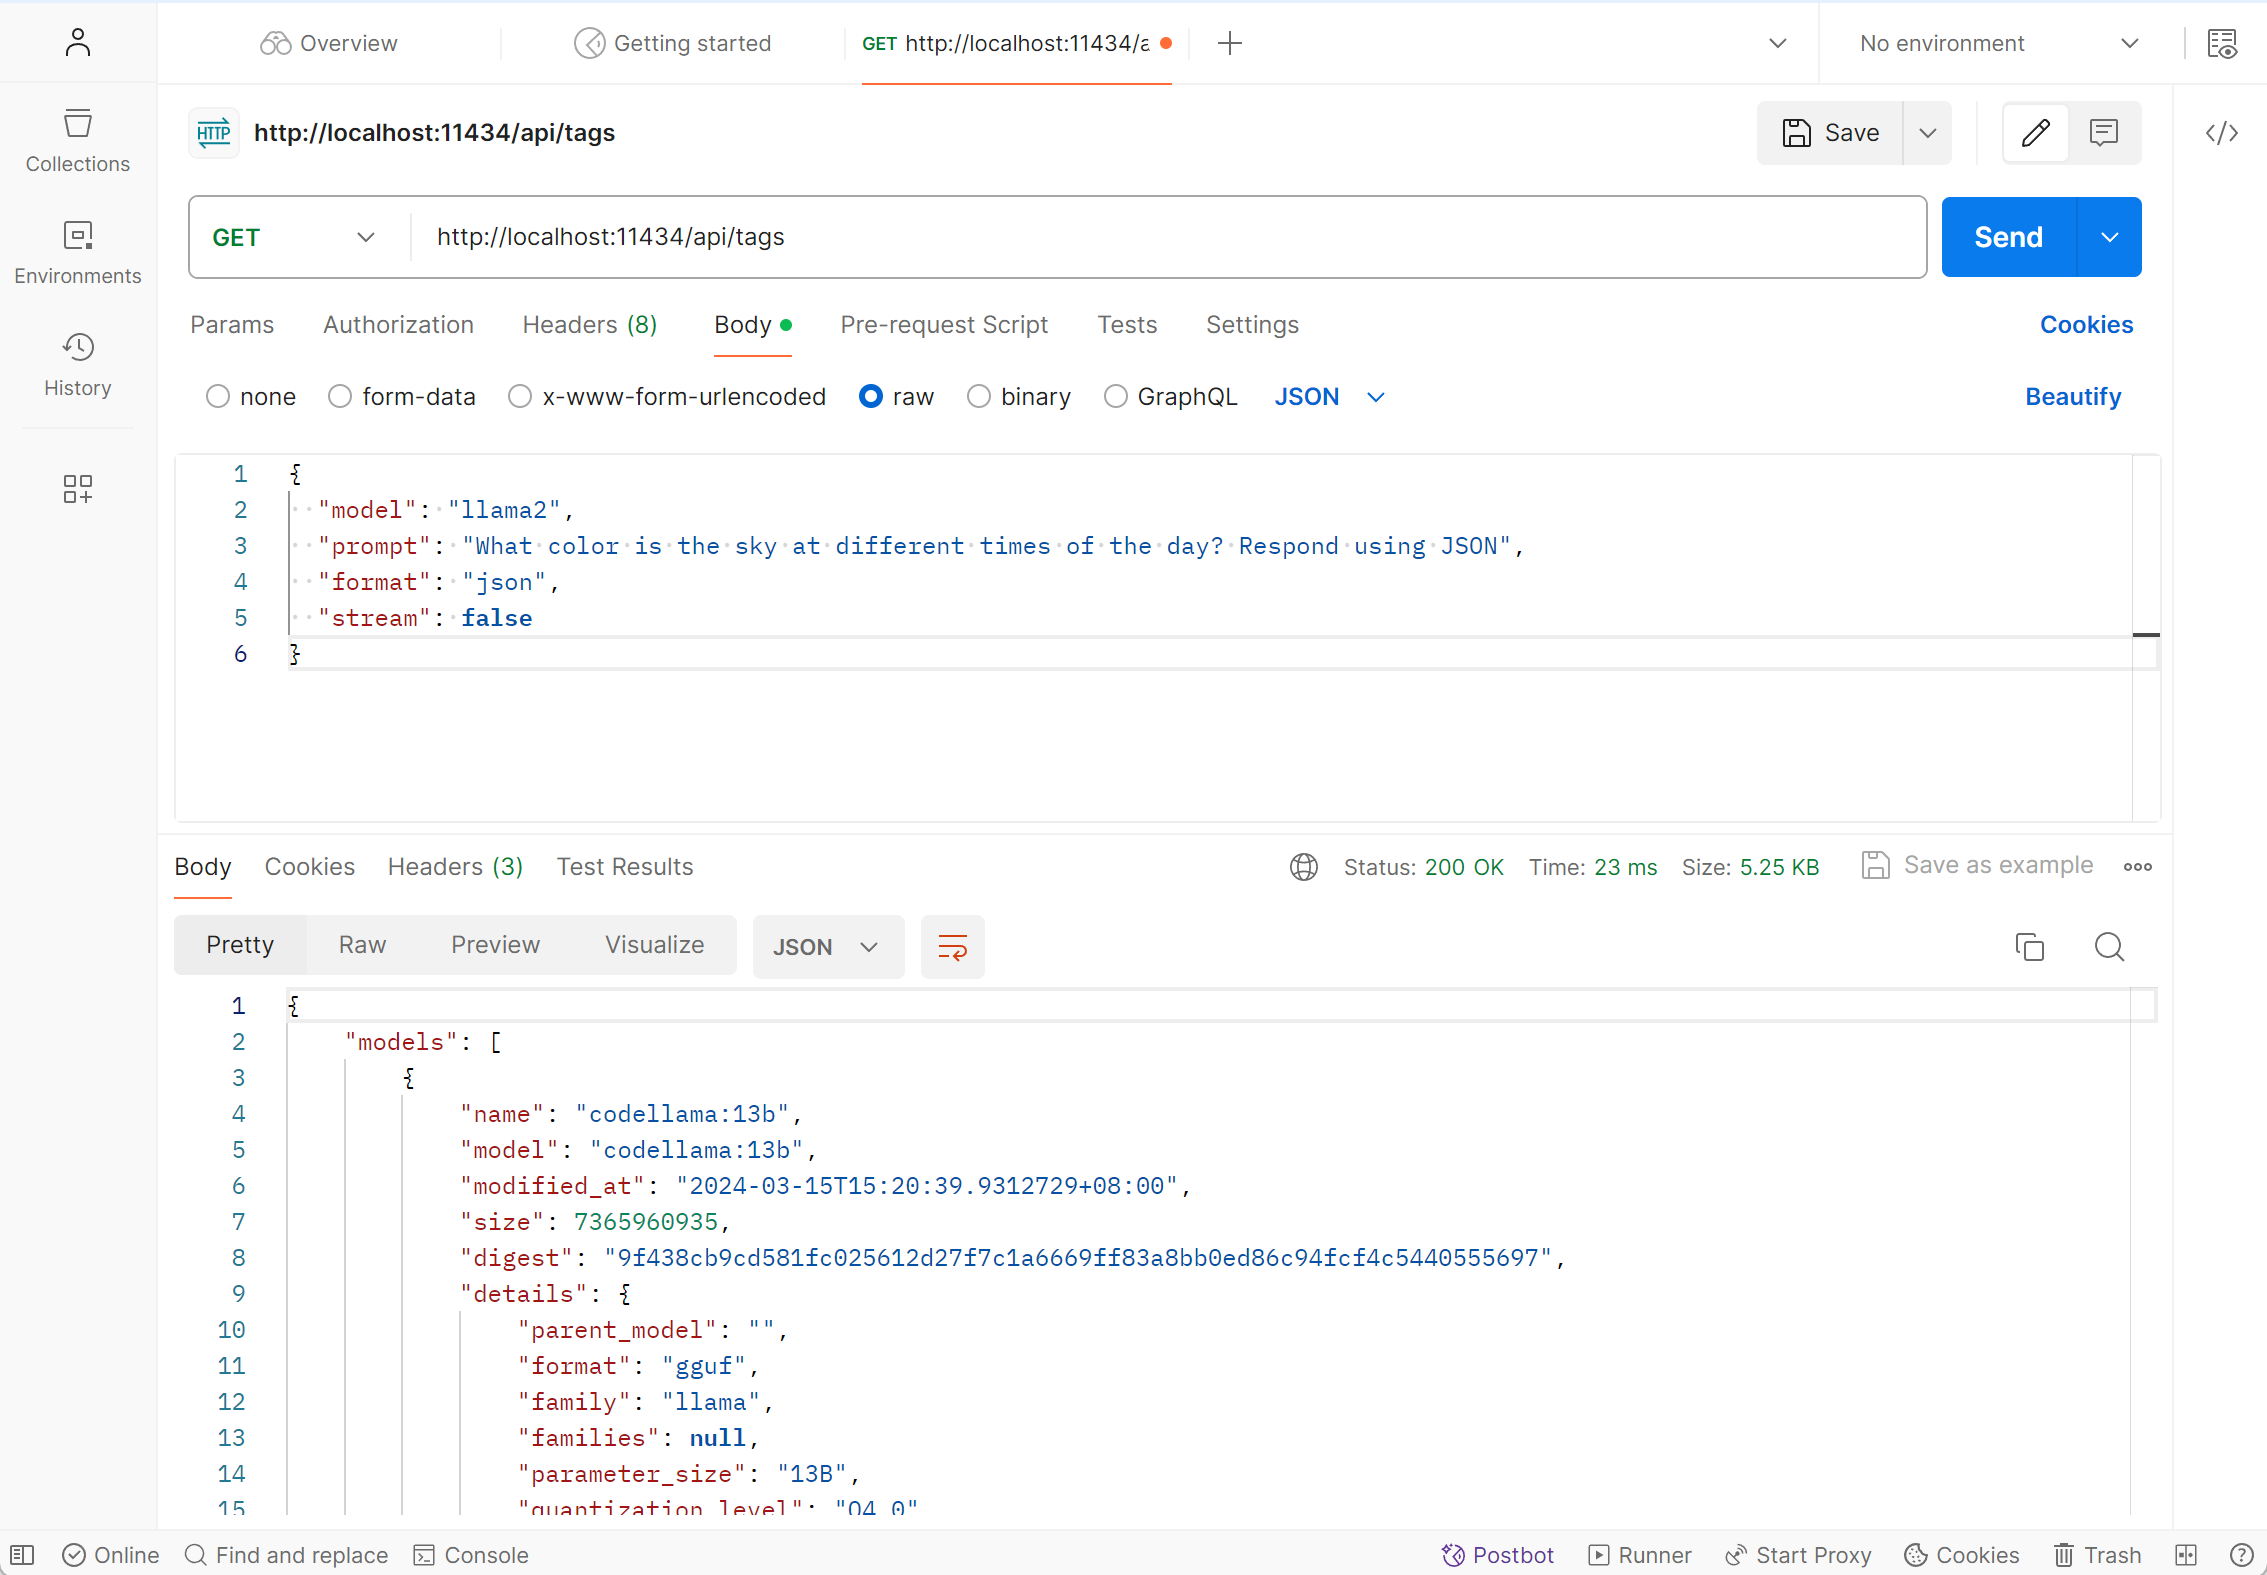 Overview
Getting started
GET http://localhost:11434/a
No environment
Collections
Environments
History
HTTP http://localhost:11434/api/tags
Save
GET http://localhost:11434/api/tags
Send
Params Authorization Headers (8) Body Pre-request Script Tests Settings Cookies
none form-data x-www-form-urlencoded raw binary GraphQL JSON Beautify
1 {
2 "model": "llama2",
3 "prompt": "What color is the sky at different times of the day? Respond using JSON",
4 "format": "json",
5 "stream": false
6 }
Body Cookies Headers (3) Test Results Status: 200 OK Time: 23 ms Size: 5.25 KB Save as example
Pretty Raw Preview Visualize JSON
1 {
2 "models": [
3 {
4 "name": "codellama:13b",
5 "model": "codellama:13b",
6 "modified_at": "2024-03-15T15:20:39.9312729+08:00",
7 "size": 7365960935,
8 "digest": "9f438cb9cd581fc025612d27f7c1a6669ff83a8bb0ed86c94fcf4c5440555697",
9 "details": {
10 "parent_model": "",
11 "format": "gguf",
12 "family": "llama",
13 "families": null,
14 "parameter_size": "13B",
15 "quantization_level": "Q4_0"
Online Find and replace Console Postbot Runner Start Proxy Cookies Trash